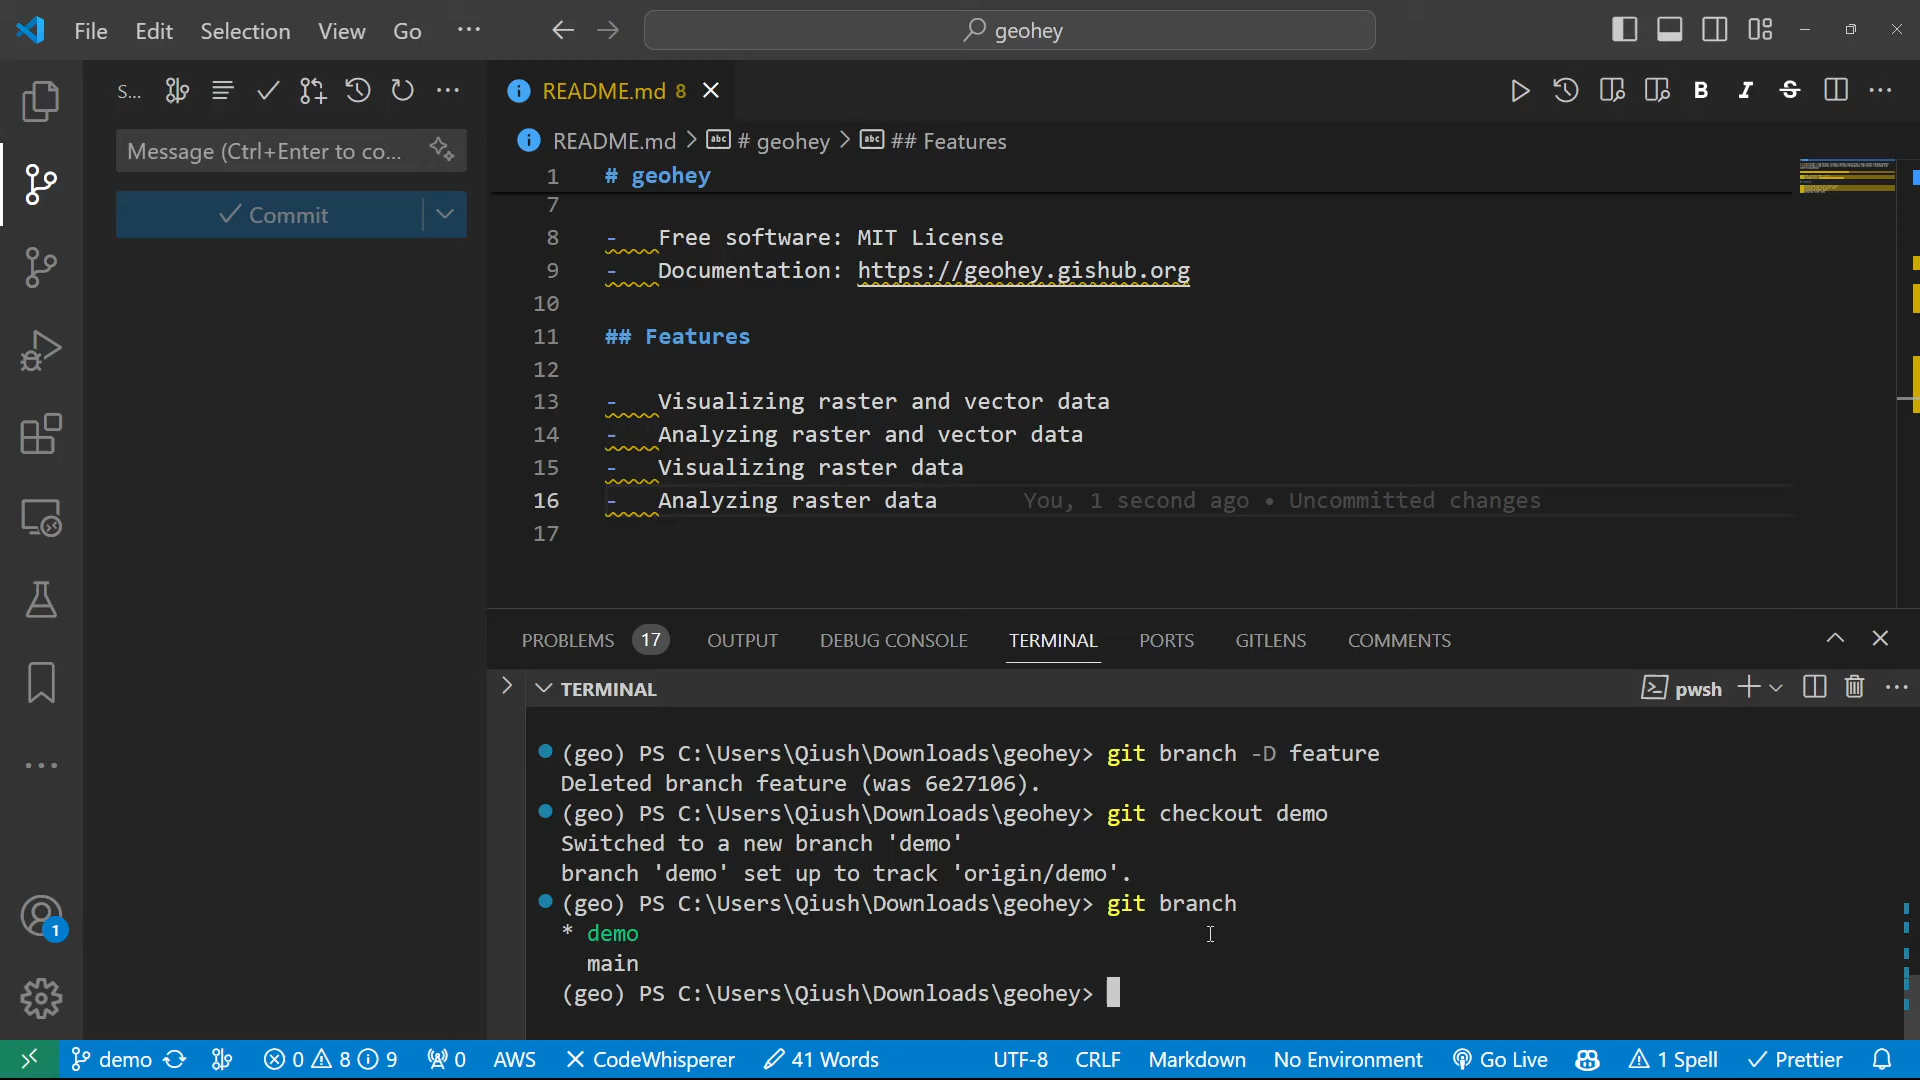 File Edit Selection View Go ··· geohey
S... ···
README.md 8
Message (Ctrl+Enter to co...
Commit
README.md > # geohey > ## Features
1 # geohey
7
8 - Free software: MIT License
9 - Documentation: https://geohey.gishub.org
10
11 ## Features
12
13 - Visualizing raster and vector data
14 - Analyzing raster and vector data
15 - Visualizing raster data
16 - Analyzing raster data You, 1 second ago • Uncommitted changes
17
PROBLEMS 17 OUTPUT DEBUG CONSOLE TERMINAL PORTS GITLENS COMMENTS
TERMINAL pwsh
(geo) PS C:\Users\Qiush\Downloads\geohey> git branch -D feature
Deleted branch feature (was 6e27106).
(geo) PS C:\Users\Qiush\Downloads\geohey> git checkout demo
Switched to a new branch 'demo'
branch 'demo' set up to track 'origin/demo'.
(geo) PS C:\Users\Qiush\Downloads\geohey> git branch
* demo
main
(geo) PS C:\Users\Qiush\Downloads\geohey>
1
demo 0 8 9 0 AWS CodeWhisperer 41 Words UTF-8 CRLF Markdown No Environment Go Live 1 Spell Prettier